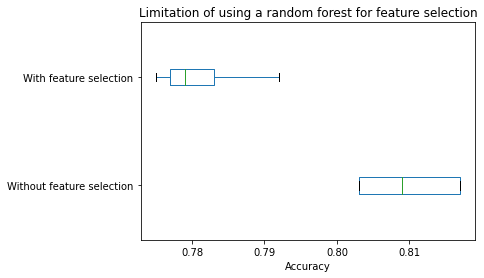 Limitation of using a random forest for feature selection
With feature selection
Without feature selection
0.78 0.79 0.80 0.81
Accuracy